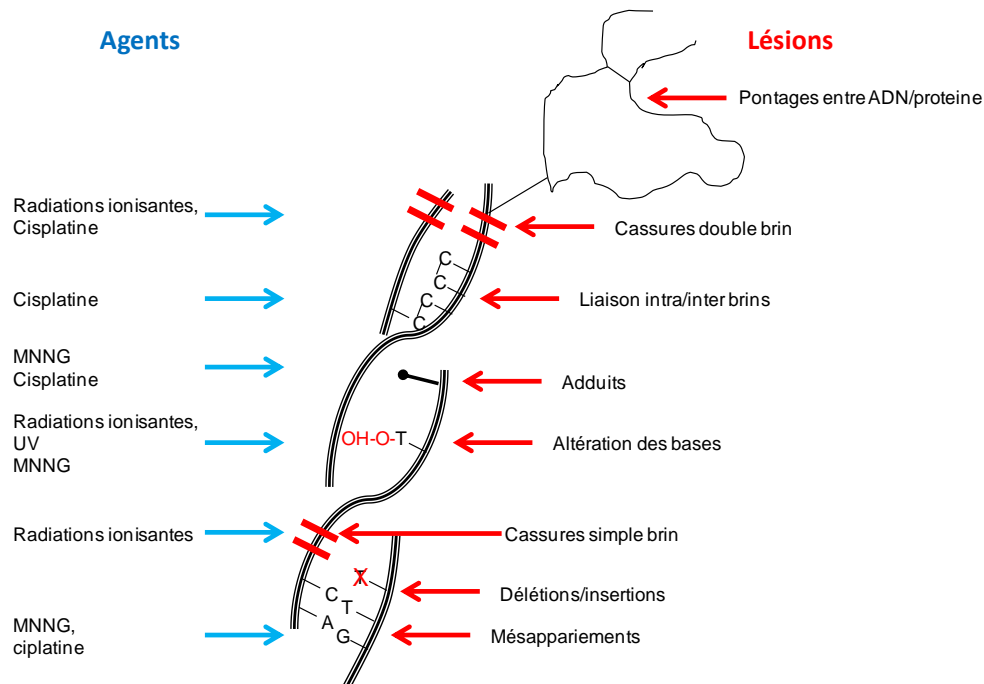 Agents
Lésions
Pontages entre ADN/proteine
Radiations ionisantes,
Cisplatine
Cassures double brin
C
C
C
C
Cisplatine
Liaison intra/inter brins
MNNG
Cisplatine
Adduits
Radiations ionisantes,
UV
MNNG
OH-O-T
Altération des bases
Radiations ionisantes
Cassures simple brin
T
X
C
T
Délétions/insertions
A
G
MNNG,
ciplatine
Mésappariements